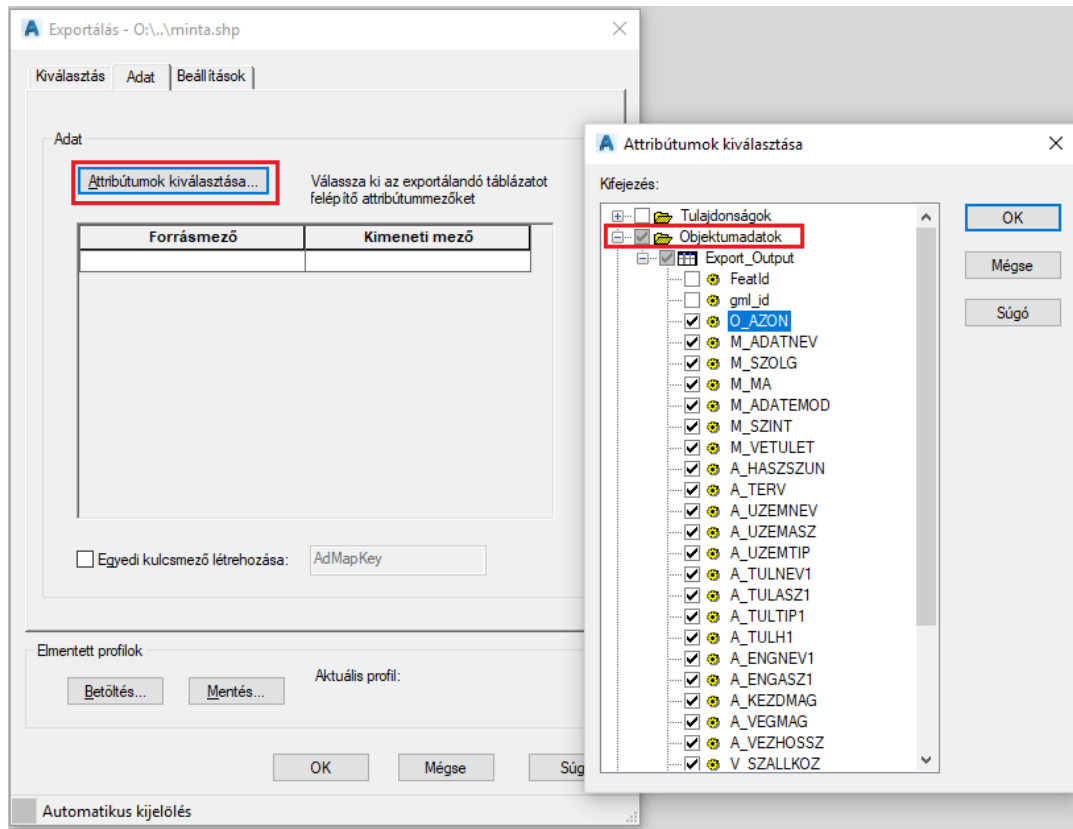 Exportálás - O:\..\minta.shp
Kiválasztás Adat Beállítások
Adat
Attribútumok kiválasztása...
Válassza ki az exportálandó táblázatot
felépítő attribútummezőket
Forrásmező Kimeneti mező
Egyedi kulcsmező létrehozása: AdMapKey
Elmentett profilok
Betöltés... Mentés...
Aktuális profil:
OK Mégse Súg
Automatikus kijelölés
Attribútumok kiválasztása
Kifejezés:
Tulajdonságok
Objektumadatok
Export_Output
FeatId
gml_id
O_AZON
M_ADATNEV
M_SZOLG
M_MA
M_ADATEMOD
M_SZINT
M_VETULET
A_HASZSZUN
A_TERV
A_UZEMNEV
A_UZEMASZ
A_UZEMTIP
A_TULNEV1
A_TULASZ1
A_TULTIP1
A_TULH1
A_ENGNEV1
A_ENGASZ1
A_KEZDMAG
A_VEGMAG
A_VEZHOSSZ
V_SZALLKOZ
OK
Mégse
Súgó